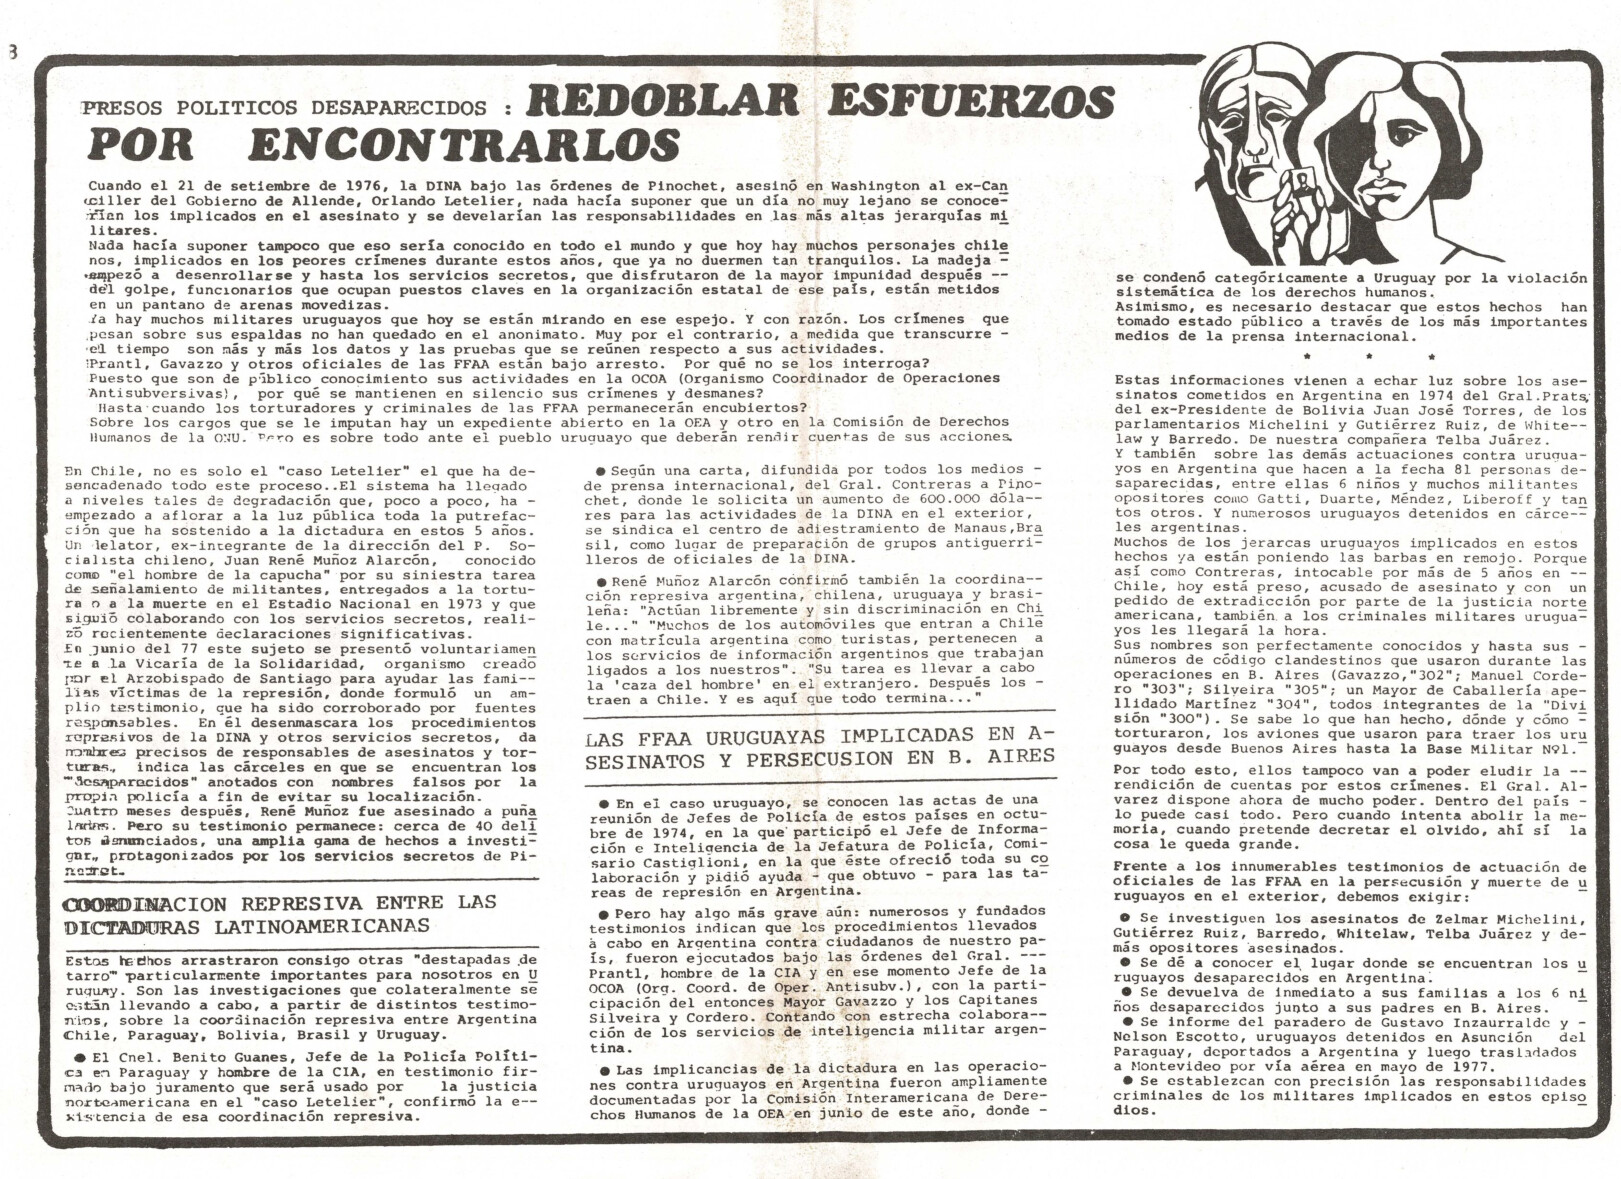 8
PRESOS POLITICOS DESAPARECIDOS : REDOBLAR ESFUERZOS
POR ENCONTRARLOS
Cuando el 21 de setiembre de 1976, la DINA bajo las órdenes de Pinochet, asesinó en Washington al ex-Can
ciller del Gobierno de Allende, Orlando Letelier, nada hacía suponer que un día no muy lejano se conoce-
rían los implicados en el asesinato y se develarían las responsabilidades en las más altas jerarquías mi
litares.
Nada hacía suponer tampoco que eso sería conocido en todo el mundo y que hoy hay muchos personajes chile
nos, implicados en los peores crímenes durante estos años, que ya no duermen tan tranquilos. La madeja -
empezó a desenrollarse y hasta los servicios secretos, que disfrutaron de la mayor impunidad después --
del golpe, funcionarios que ocupan puestos claves en la organización estatal de ese país, están metidos
en un pantano de arenas movedizas.
Ya hay muchos militares uruguayos que hoy se están mirando en ese espejo. Y con razón. Los crímenes que
pesan sobre sus espaldas no han quedado en el anonimato. Muy por el contrario, a medida que transcurre -
el tiempo son más y más los datos y las pruebas que se reúnen respecto a sus actividades.
Prantl, Gavazzo y otros oficiales de las FFAA están bajo arresto. Por qué no se los interroga?
Puesto que son de público conocimiento sus actividades en la OCOA (Organismo Coordinador de Operaciones
Antisubversivas), por qué se mantienen en silencio sus crímenes y desmanes?
Hasta cuando los torturadores y criminales de las FFAA permanecerán encubiertos?
Sobre los cargos que se le imputan hay un expediente abierto en la OEA y otro en la Comisión de Derechos
Humanos de la ONU. Pero es sobre todo ante el pueblo uruguayo que deberán rendir cuentas de sus acciones.
En Chile, no es solo el "caso Letelier" el que ha de-
sencadenado todo este proceso..El sistema ha llegado
a niveles tales de degradación que, poco a poco, ha -
empezado a aflorar a la luz pública toda la putrefac-
ción que ha sostenido a la dictadura en estos 5 años.
Un delator, ex-integrante de la dirección del P. So-
cialista chileno, Juan René Muñoz Alarcón, conocido
como "el hombre de la capucha" por su siniestra tarea
de señalamiento de militantes, entregados a la tortu-
ra o a la muerte en el Estadio Nacional en 1973 y que
siguió colaborando con los servicios secretos, reali-
zó recientemente declaraciones significativas.
En junio del 77 este sujeto se presentó voluntariamen
te a la Vicaría de la Solidaridad, organismo creado
por el Arzobispado de Santiago para ayudar las fami--
lias víctimas de la represión, donde formuló un am-
plio testimonio, que ha sido corroborado por fuentes
responsables. En él desenmascara los procedimientos
represivos de la DINA y otros servicios secretos, da
nombres precisos de responsables de asesinatos y tor-
turas, indica las cárceles en que se encuentran los
"desaparecidos" anotados con nombres falsos por la
propia policía a fin de evitar su localización.
Cuatro meses después, René Muñoz fue asesinado a puña
ladas. Pero su testimonio permanece: cerca de 40 deli
tos denunciados, una amplia gama de hechos a investi-
gar, protagonizados por los servicios secretos de Pi-
nochet.
COORDINACION REPRESIVA ENTRE LAS
DICTADURAS LATINOAMERICANAS
Estos hechos arrastraron consigo otras "destapadas de
tarro" particularmente importantes para nosotros en U
ruguay. Son las investigaciones que colateralmente se
están llevando a cabo, a partir de distintos testimo-
nios, sobre la coordinación represiva entre Argentina
Chile, Paraguay, Bolivia, Brasil y Uruguay.
● El Cnel. Benito Guanes, Jefe de la Policía Políti-
ca en Paraguay y hombre de la CIA, en testimonio fir-
mado bajo juramento que será usado por la justicia
norteamericana en el "caso Letelier", confirmó la e--
xistencia de esa coordinación represiva.
● Según una carta, difundida por todos los medios -
de prensa internacional, del Gral. Contreras a Pino-
chet, donde le solicita un aumento de 600.000 dóla--
res para las actividades de la DINA en el exterior,
se sindica el centro de adiestramiento de Manaus,Bra
sil, como lugar de preparación de grupos antiguerri-
lleros de oficiales de la DINA.
● René Muñoz Alarcón confirmó también la coordina--
ción represiva argentina, chilena, uruguaya y brasi-
leña: "Actúan libremente y sin discriminación en Chi
le..." "Muchos de los automóviles que entran a Chile
con matrícula argentina como turistas, pertenecen a
los servicios de información argentinos que trabajan
ligados a los nuestros".."Su tarea es llevar a cabo
la 'caza del hombre' en el extranjero. Después los -
traen a Chile. Y es aquí que todo termina..."
LAS FFAA URUGUAYAS IMPLICADAS EN A-
SESINATOS Y PERSECUSION EN B. AIRES
● En el caso uruguayo, se conocen las actas de una
reunión de Jefes de Policía de estos países en octu-
bre de 1974, en la que participó el Jefe de Informa-
ción e Inteligencia de la Jefatura de Policía, Comi-
sario Castiglioni, en la que éste ofreció toda su co
laboración y pidió ayuda - que obtuvo - para las ta-
reas de represión en Argentina.
● Pero hay algo más grave aún: numerosos y fundados
testimonios indican que los procedimientos llevados
a cabo en Argentina contra ciudadanos de nuestro pa-
ís, fueron ejecutados bajo las órdenes del Gral. ----
Prantl, hombre de la CIA y en ese momento Jefe de la
OCOA (Org. Coord. de Oper. Antisubv.), con la parti-
cipación del entonces Mayor Gavazzo y los Capitanes
Silveira y Cordero. Contando con estrecha colabora--
ción de los servicios de inteligencia militar argen-
tina.
● Las implicancias de la dictadura en las operacio-
nes contra uruguayos en Argentina fueron ampliamente
documentadas por la Comisión Interamericana de Dere-
chos Humanos de la OEA en junio de este año, donde -
se condenó categóricamente a Uruguay por la violación
sistemática de los derechos humanos.
Asimismo, es necesario destacar que estos hechos han
tomado estado público a través de los más importantes
medios de la prensa internacional.
* * *
Estas informaciones vienen a echar luz sobre los ase-
sinatos cometidos en Argentina en 1974 del Gral.Prats,
del ex-Presidente de Bolivia Juan José Torres, de los
parlamentarios Michelini y Gutiérrez Ruiz, de White--
law y Barredo. De nuestra compañera Telba Juárez.
Y también sobre las demás actuaciones contra urugua-
yos en Argentina que hacen a la fecha 81 personas de-
saparecidas, entre ellas 6 niños y muchos militantes
opositores como Gatti, Duarte, Méndez, Liberoff y tan
tos otros. Y numerosos uruguayos detenidos en cárce--
les argentinas.
Muchos de los jerarcas uruguayos implicados en estos
hechos ya están poniendo las barbas en remojo. Porque
así como Contreras, intocable por más de 5 años en --
Chile, hoy está preso, acusado de asesinato y con un
pedido de extradicción por parte de la justicia norte
americana, también a los criminales militares urugua-
yos les llegará la hora.
Sus nombres son perfectamente conocidos y hasta sus -
números de código clandestinos que usaron durante las
operaciones en B. Aires (Gavazzo,"302"; Manuel Corde-
ro "303"; Silveira "305"; un Mayor de Caballería ape-
llidado Martínez "304", todos integrantes de la "Divi
sión "300"). Se sabe lo que han hecho, dónde y cómo -
torturaron, los aviones que usaron para traer los uru
guayos desde Buenos Aires hasta la Base Militar Nº1.
Por todo esto, ellos tampoco van a poder eludir la --
rendición de cuentas por estos crímenes. El Gral. Al-
varez dispone ahora de mucho poder. Dentro del país -
lo puede casi todo. Pero cuando intenta abolir la me-
moria, cuando pretende decretar el olvido, ahí sí la
cosa le queda grande.
Frente a los innumerables testimonios de actuación de
oficiales de las FFAA en la persecusión y muerte de u
ruguayos en el exterior, debemos exigir:
● Se investiguen los asesinatos de Zelmar Michelini,
Gutiérrez Ruiz, Barredo, Whitelaw, Telba Juárez y de-
más opositores asesinados.
● Se dé a conocer el lugar donde se encuentran los u
ruguayos desaparecidos en Argentina.
● Se devuelva de inmediato a sus familias a los 6 ni
ños desaparecidos junto a sus padres en B. Aires.
● Se informe del paradero de Gustavo Inzaurralde y -
Nelson Escotto, uruguayos detenidos en Asunción del
Paraguay, deportados a Argentina y luego trasladados
a Montevideo por vía aérea en mayo de 1977.
● Se establezcan con precisión las responsabilidades
criminales de los militares implicados en estos episo
dios.